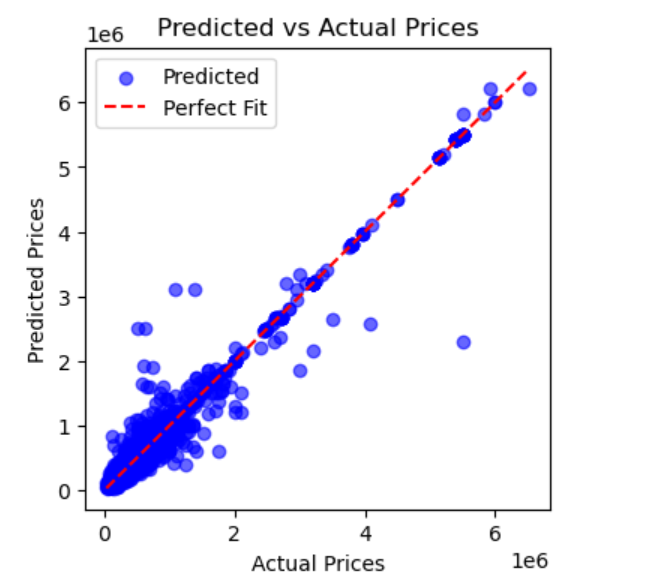 Predicted vs Actual Prices
1e6
Predicted
Perfect Fit
6
5
4
3
2
1
0
Predicted Prices
0 2 4 6
1e6
Actual Prices